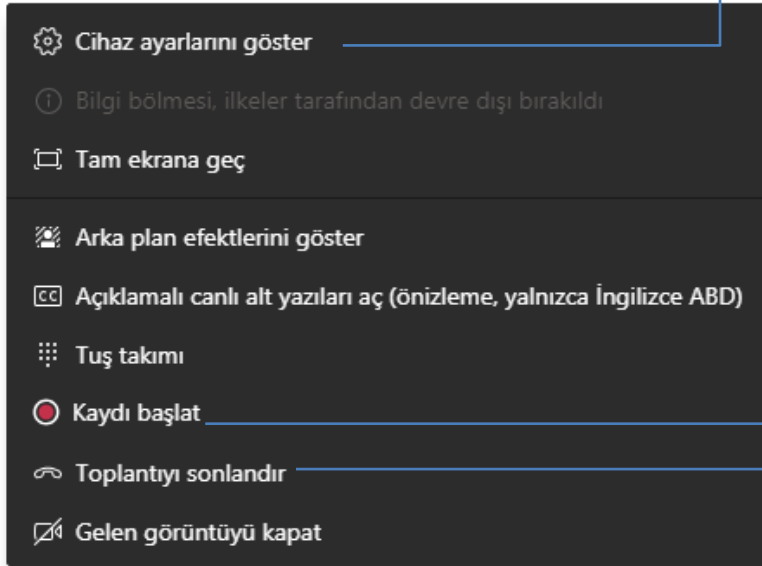 Cihaz ayarlarını göster
Bilgi bölmesi, ilkeler tarafından devre dışı bırakıldı
Tam ekrana geç
Arka plan efektlerini göster
CC Açıklamalı canlı alt yazıları aç (önizleme, yalnızca İngilizce ABD)
Tuş takımı
Kaydı başlat
Toplantıyı sonlandır
Gelen görüntüyü kapat